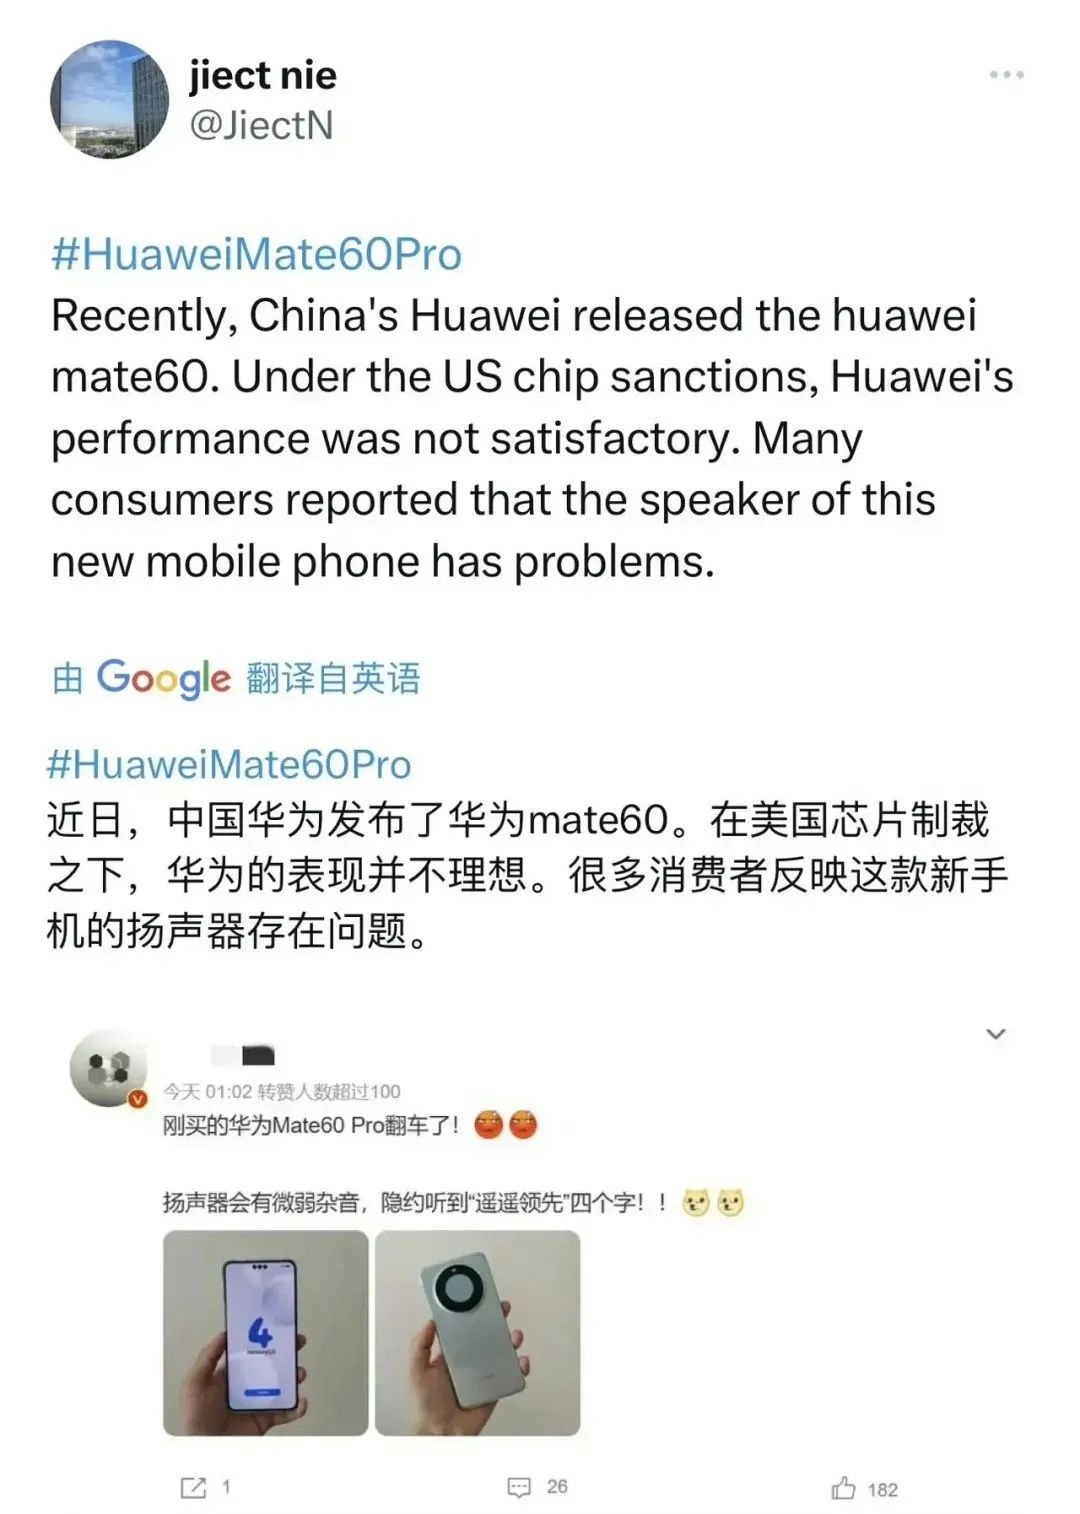 jiect nie
@JiectN
#HuaweiMate60Pro
Recently, China's Huawei released the huawei
mate60. Under the US chip sanctions, Huawei's
performance was not satisfactory. Many
consumers reported that the speaker of this
new mobile phone has problems.
由 Google 翻译自英语
#HuaweiMate60Pro
近日，中国华为发布了华为mate60。在美国芯片制裁
之下，华为的表现并不理想。很多消费者反映这款新手
机的扬声器存在问题。
今天 01:02 转赞人数超过100
刚买的华为Mate60 Pro翻车了！
扬声器会有微弱杂音，隐约听到“遥遥领先”四个字！！
4
1
26
182